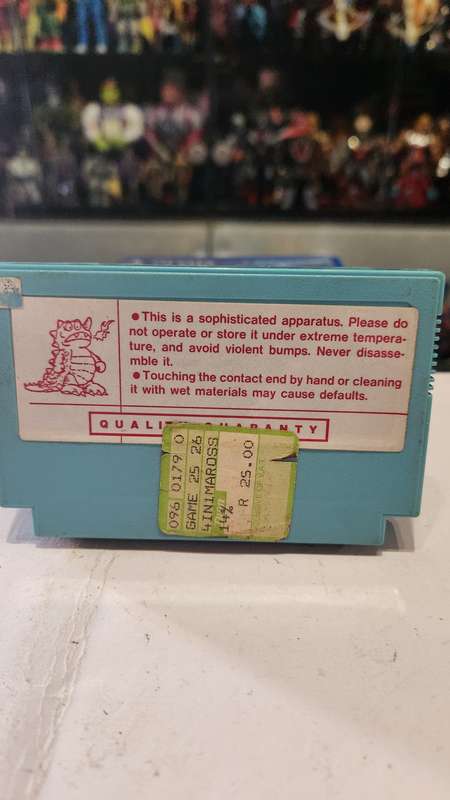 ●This is a sophisticated apparatus. Please do
not operate or store it under extreme tempera-
ture, and avoid violent bumps. Never disasse-
mble it.
●Touching the contact end by hand or cleaning
it with wet materials may cause defaults.
QUALITY GUARANTY
096 0179 0
GAME 25 26
4IN1MAROSS
14%
R 25.00